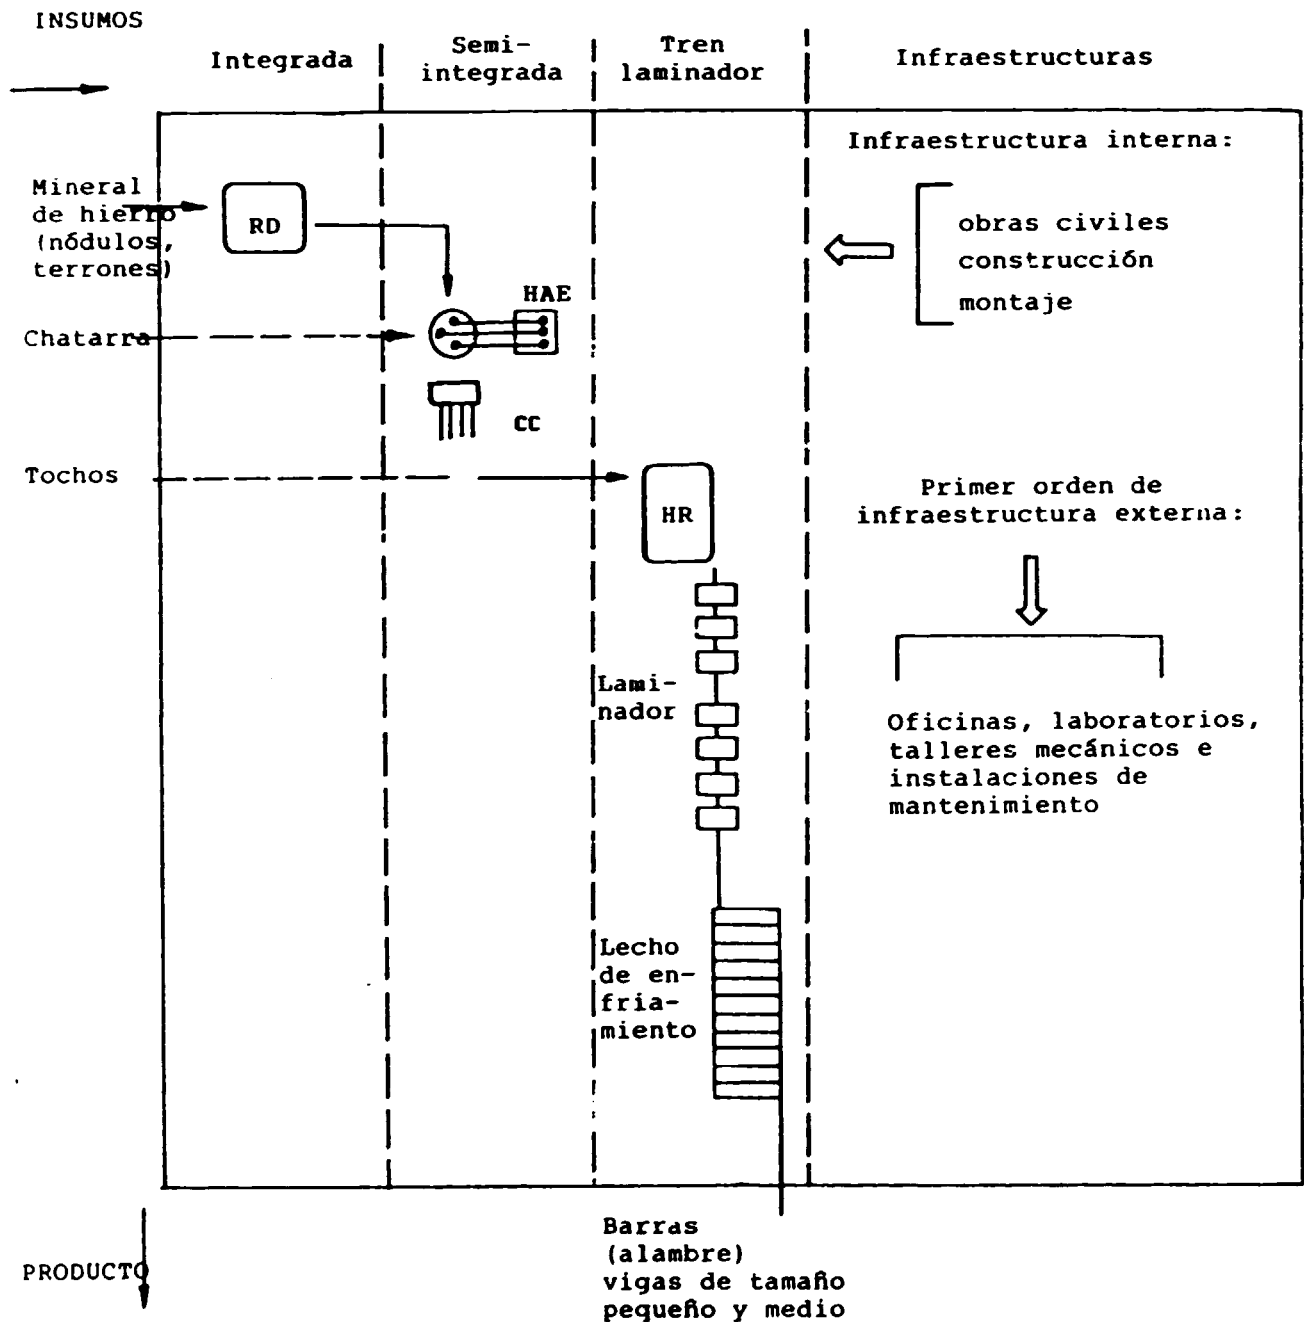 INSUMOS
Integrada
Semi-
integrada
Tren
laminador
Infraestructuras
Infraestructura interna:
Mineral
de hierro
(nódulos,
terrones)
RD
obras civiles
construcción
montaje
HAE
Chatarra
CC
Tochos
HR
Primer orden de
infraestructura externa:
Lami-
nador
Oficinas, laboratorios,
talleres mecánicos e
instalaciones de
mantenimiento
Lecho
de en-
fria-
miento
Barras
(alambre)
vigas de tamaño
pequeño y medio
PRODUCTO